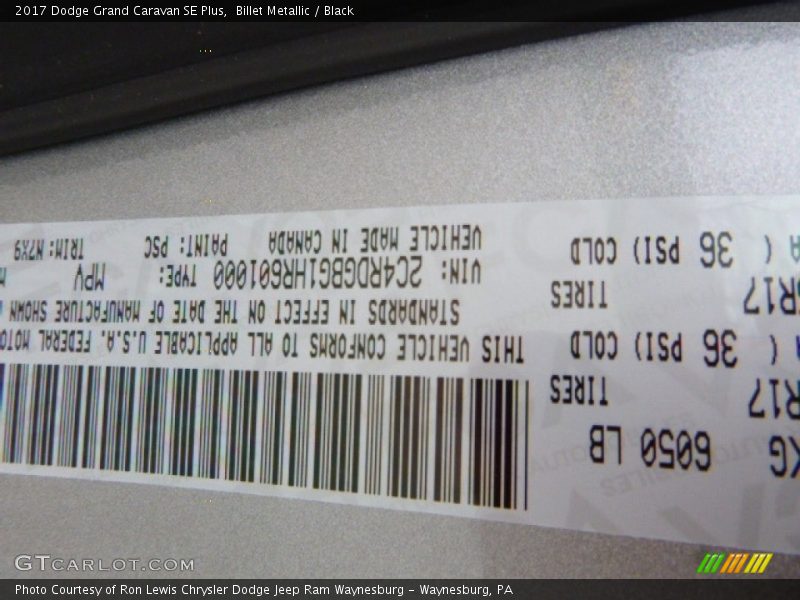 2017 Dodge Grand Caravan SE Plus,  Billet Metallic / Black
KG 6050 LB
R17 TIRES
( 36 PSI) COLD
R17 TIRES
( 36 PSI) COLD
THIS VEHICLE CONFORMS TO ALL APPLICABLE U.S.A. FEDERAL MOTO
STANDARDS IN EFFECT ON THE DATE OF MANUFACTURE SHOWN
VIN: 2C4RDGBG1HR601000 TYPE: MPV
VEHICLE MADE IN CANADA PAINT: PSC TRIM: M7X9
GTCARLOT.COM
Photo Courtesy of Ron Lewis Chrysler Dodge Jeep Ram Waynesburg - Waynesburg, PA